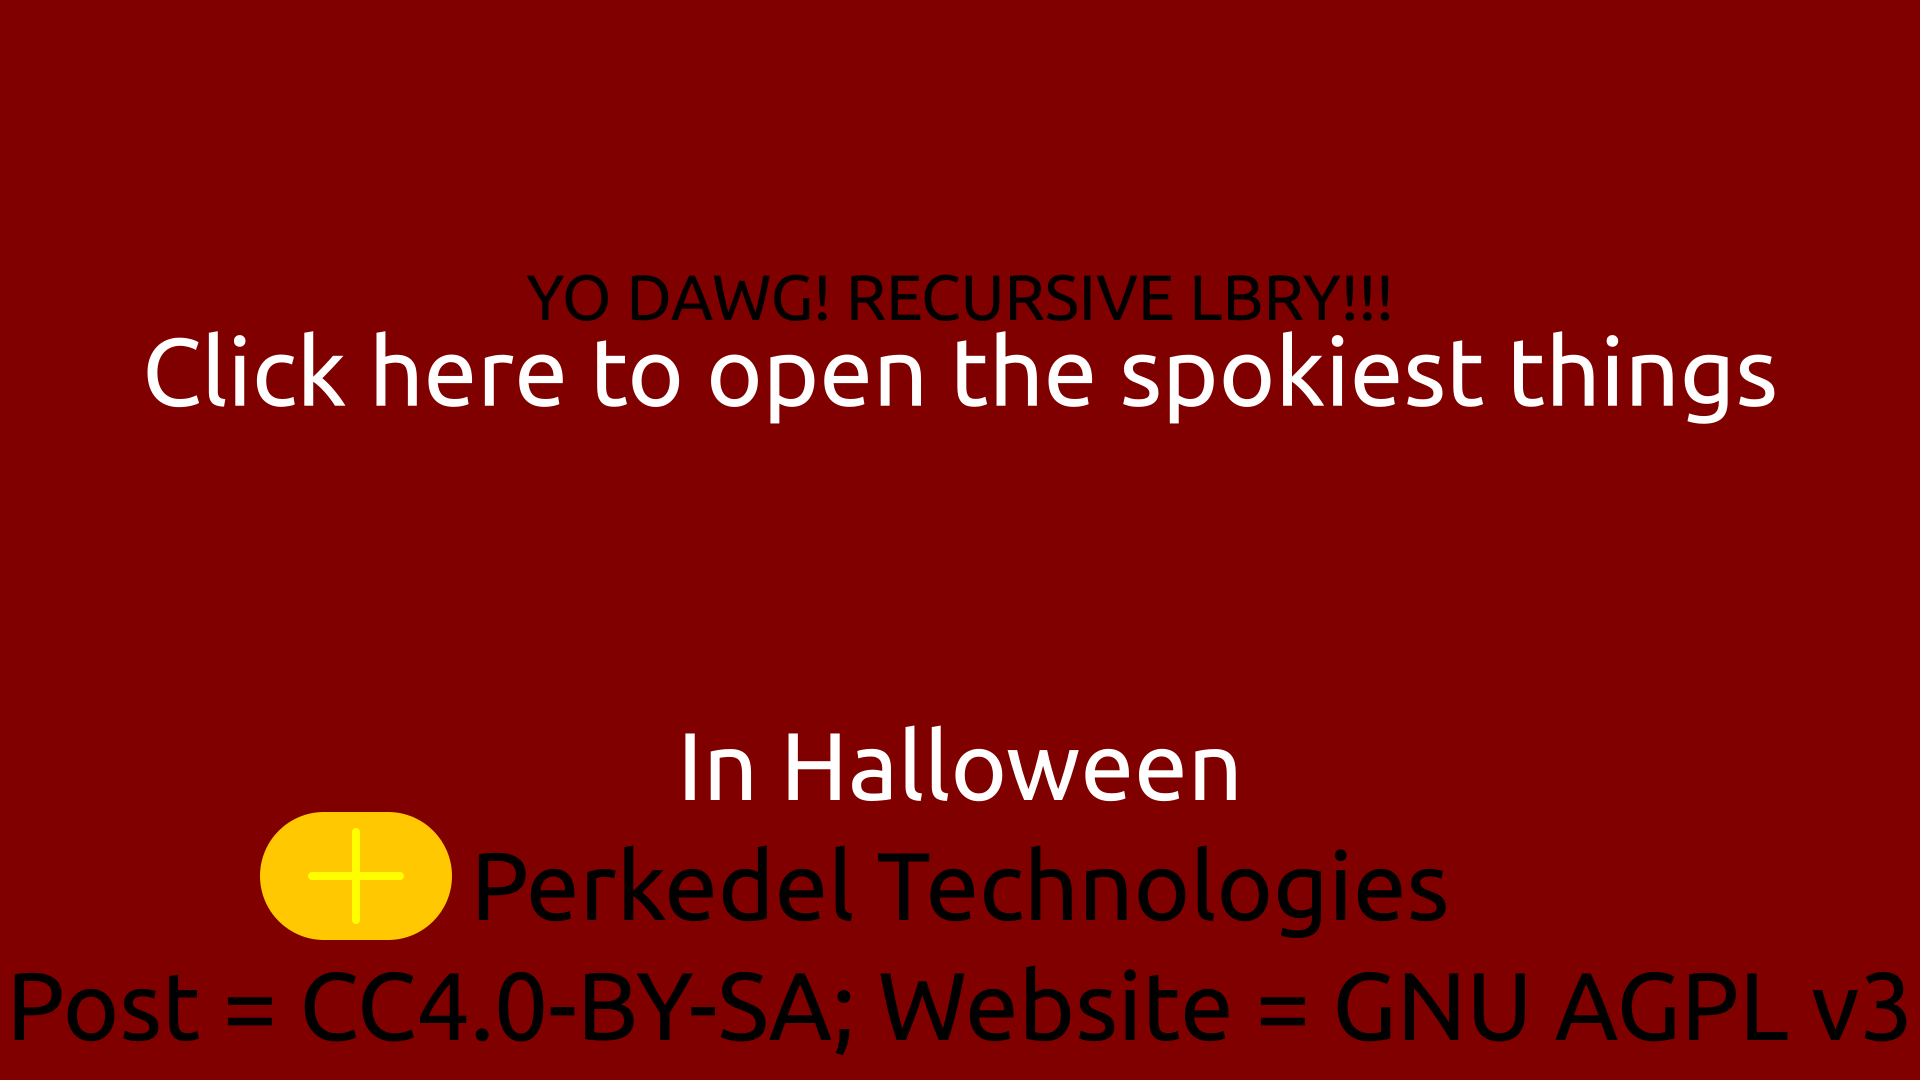 YO DAWG! RECURSIVE LBRY!!!
Click here to open the spokiest things
In Halloween
Perkedel Technologies
Post = CC4.0-BY-SA; Website = GNU AGPL v3